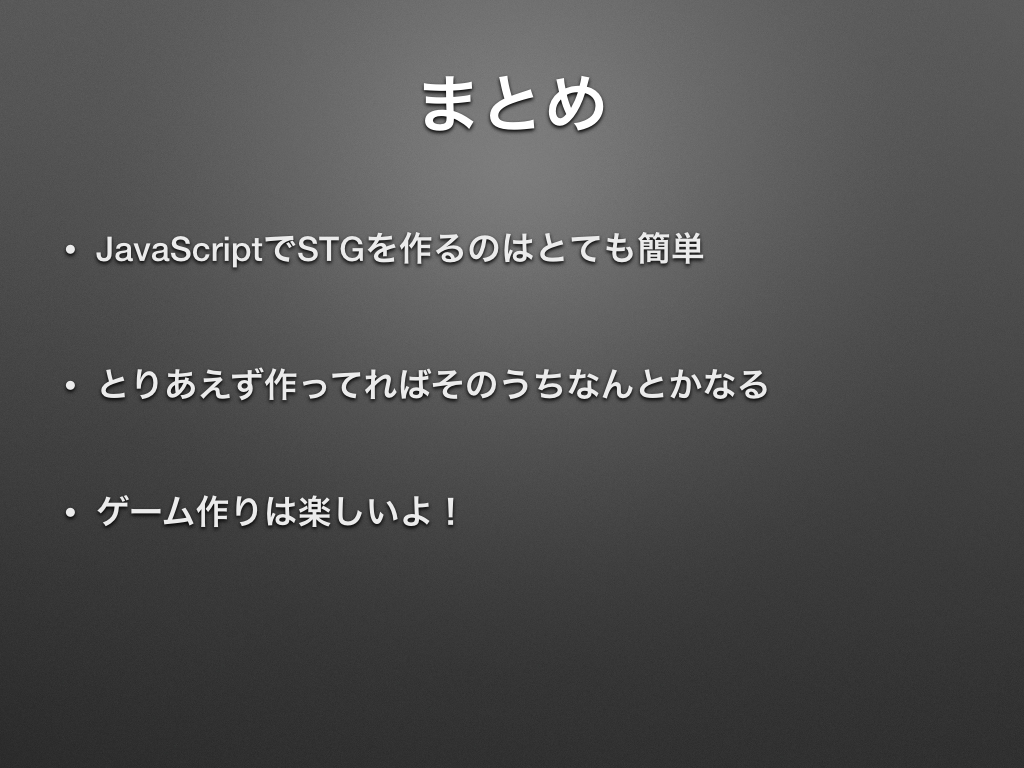 まとめ
• JavaScriptでSTGを作るのはとても簡単
• とりあえず作ってればそのうちなんとかなる
• ゲーム作りは楽しいよ！